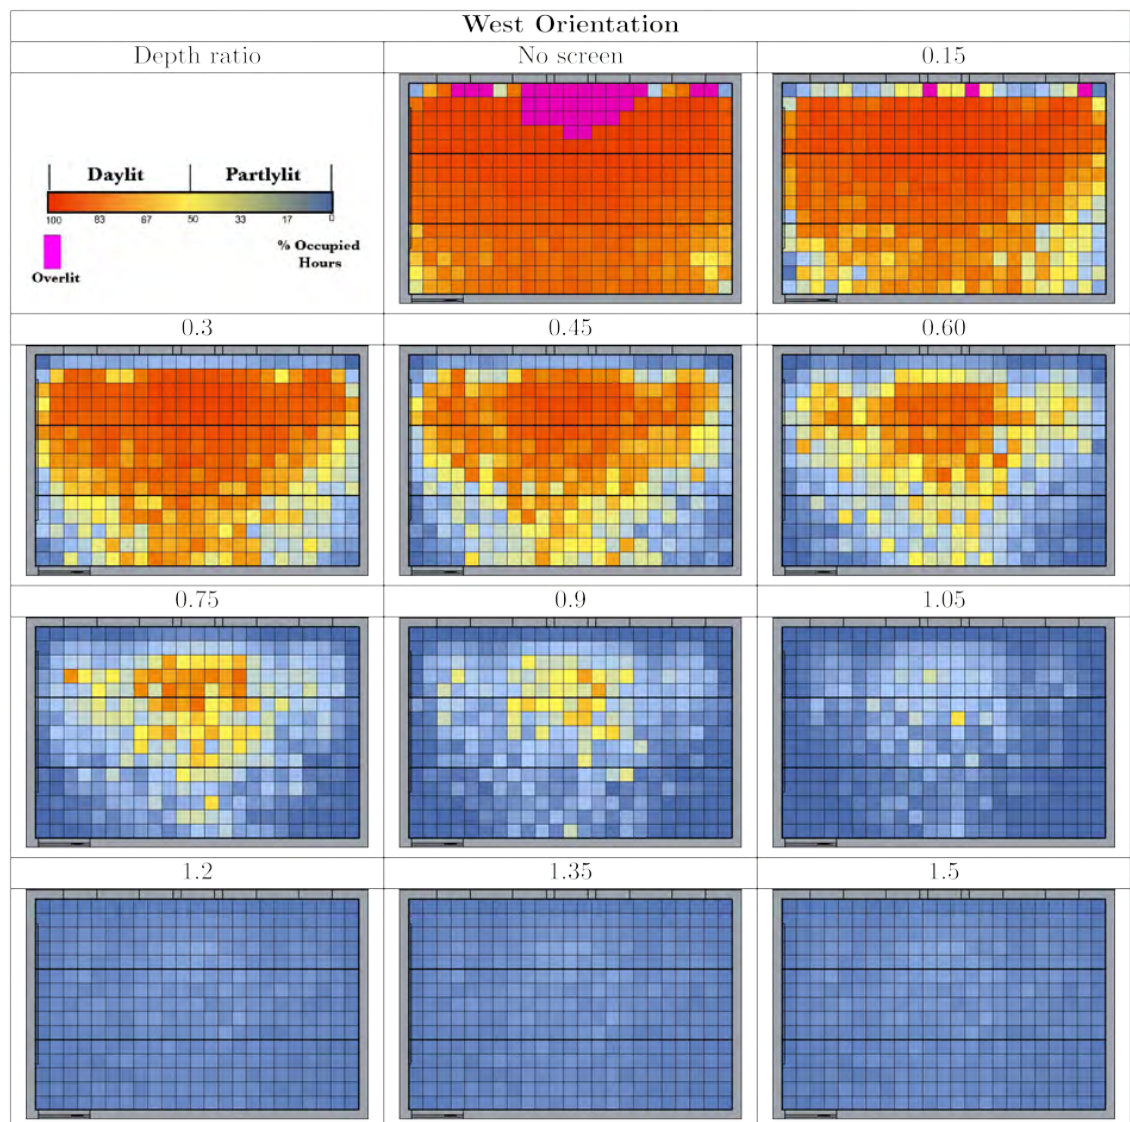 West Orientation
Depth ratio No screen 0.15
Daylit Partlylit
100 83 67 50 33 17 0
% Occupied
Hours
Overlit
0.3 0.45 0.60
0.75 0.9 1.05
1.2 1.35 1.5